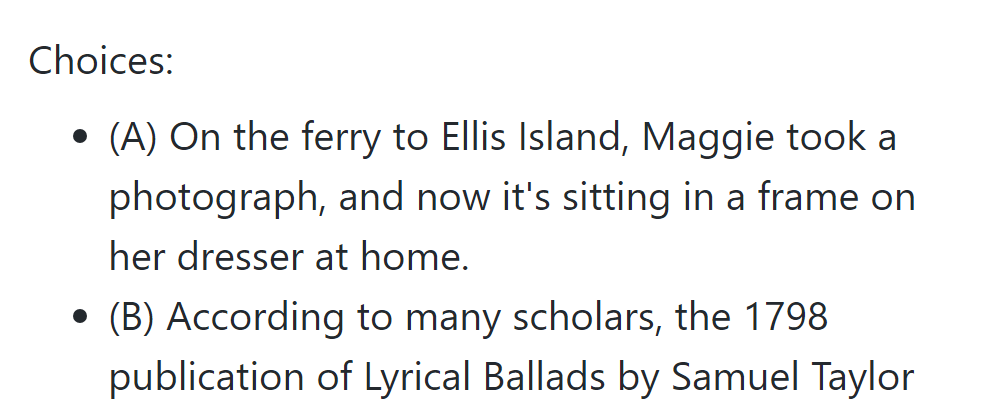 Choices:
• (A) On the ferry to Ellis Island, Maggie took a
photograph, and now it's sitting in a frame on
her dresser at home.
• (B) According to many scholars, the 1798
publication of Lyrical Ballads by Samuel Taylor